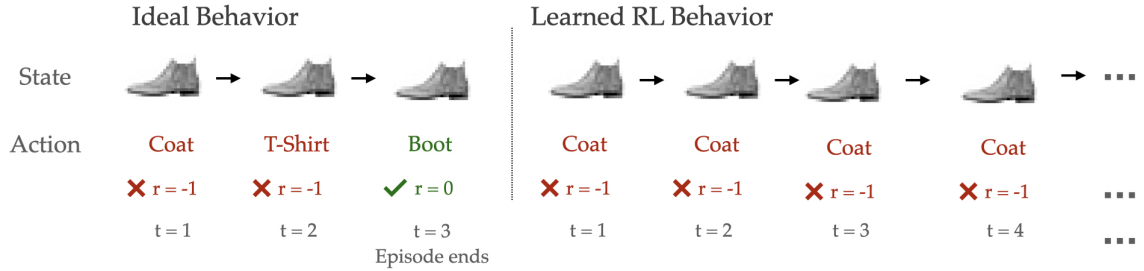 Ideal Behavior
Learned RL Behavior
State
...
Action
Coat
T-Shirt
Boot
Coat
Coat
Coat
Coat
✗ r = -1
✗ r = -1
✓ r = 0
✗ r = -1
✗ r = -1
✗ r = -1
✗ r = -1
...
t = 1
t = 2
t = 3
t = 1
t = 2
t = 3
t = 4
...
Episode ends